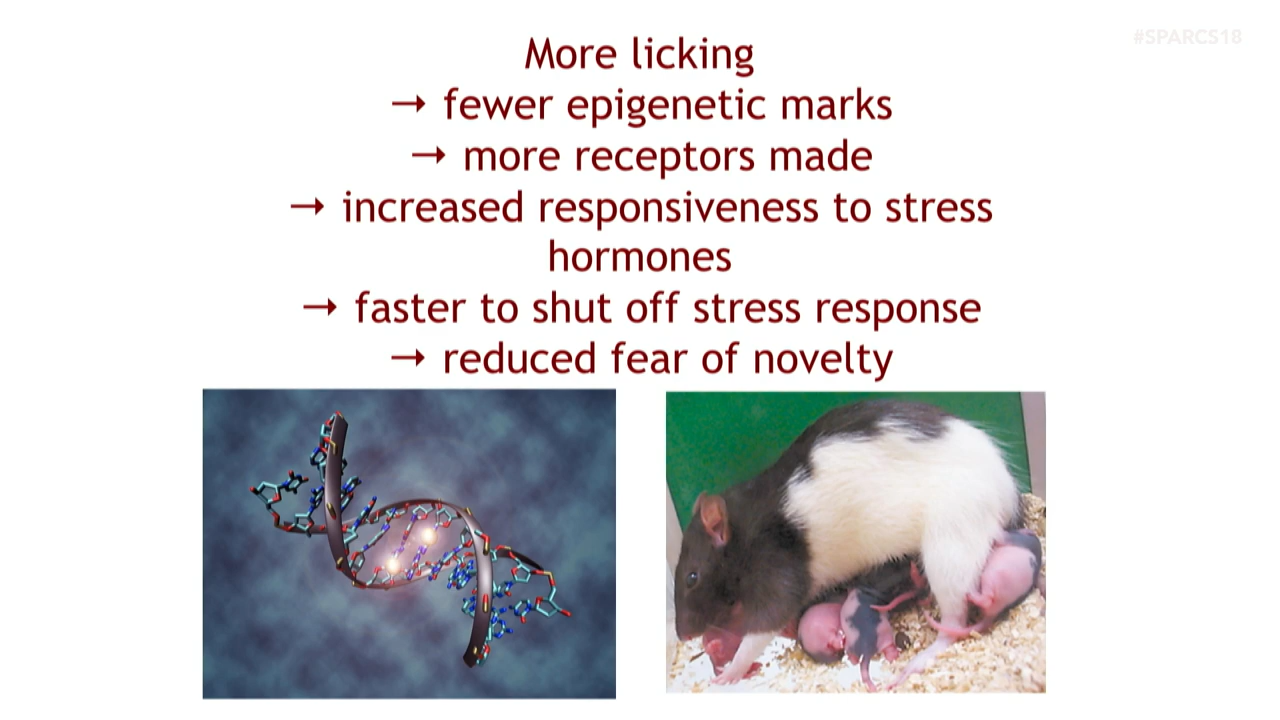 #SPARCS18
More licking
→ fewer epigenetic marks
→ more receptors made
→ increased responsiveness to stress
hormones
→ faster to shut off stress response
→ reduced fear of novelty